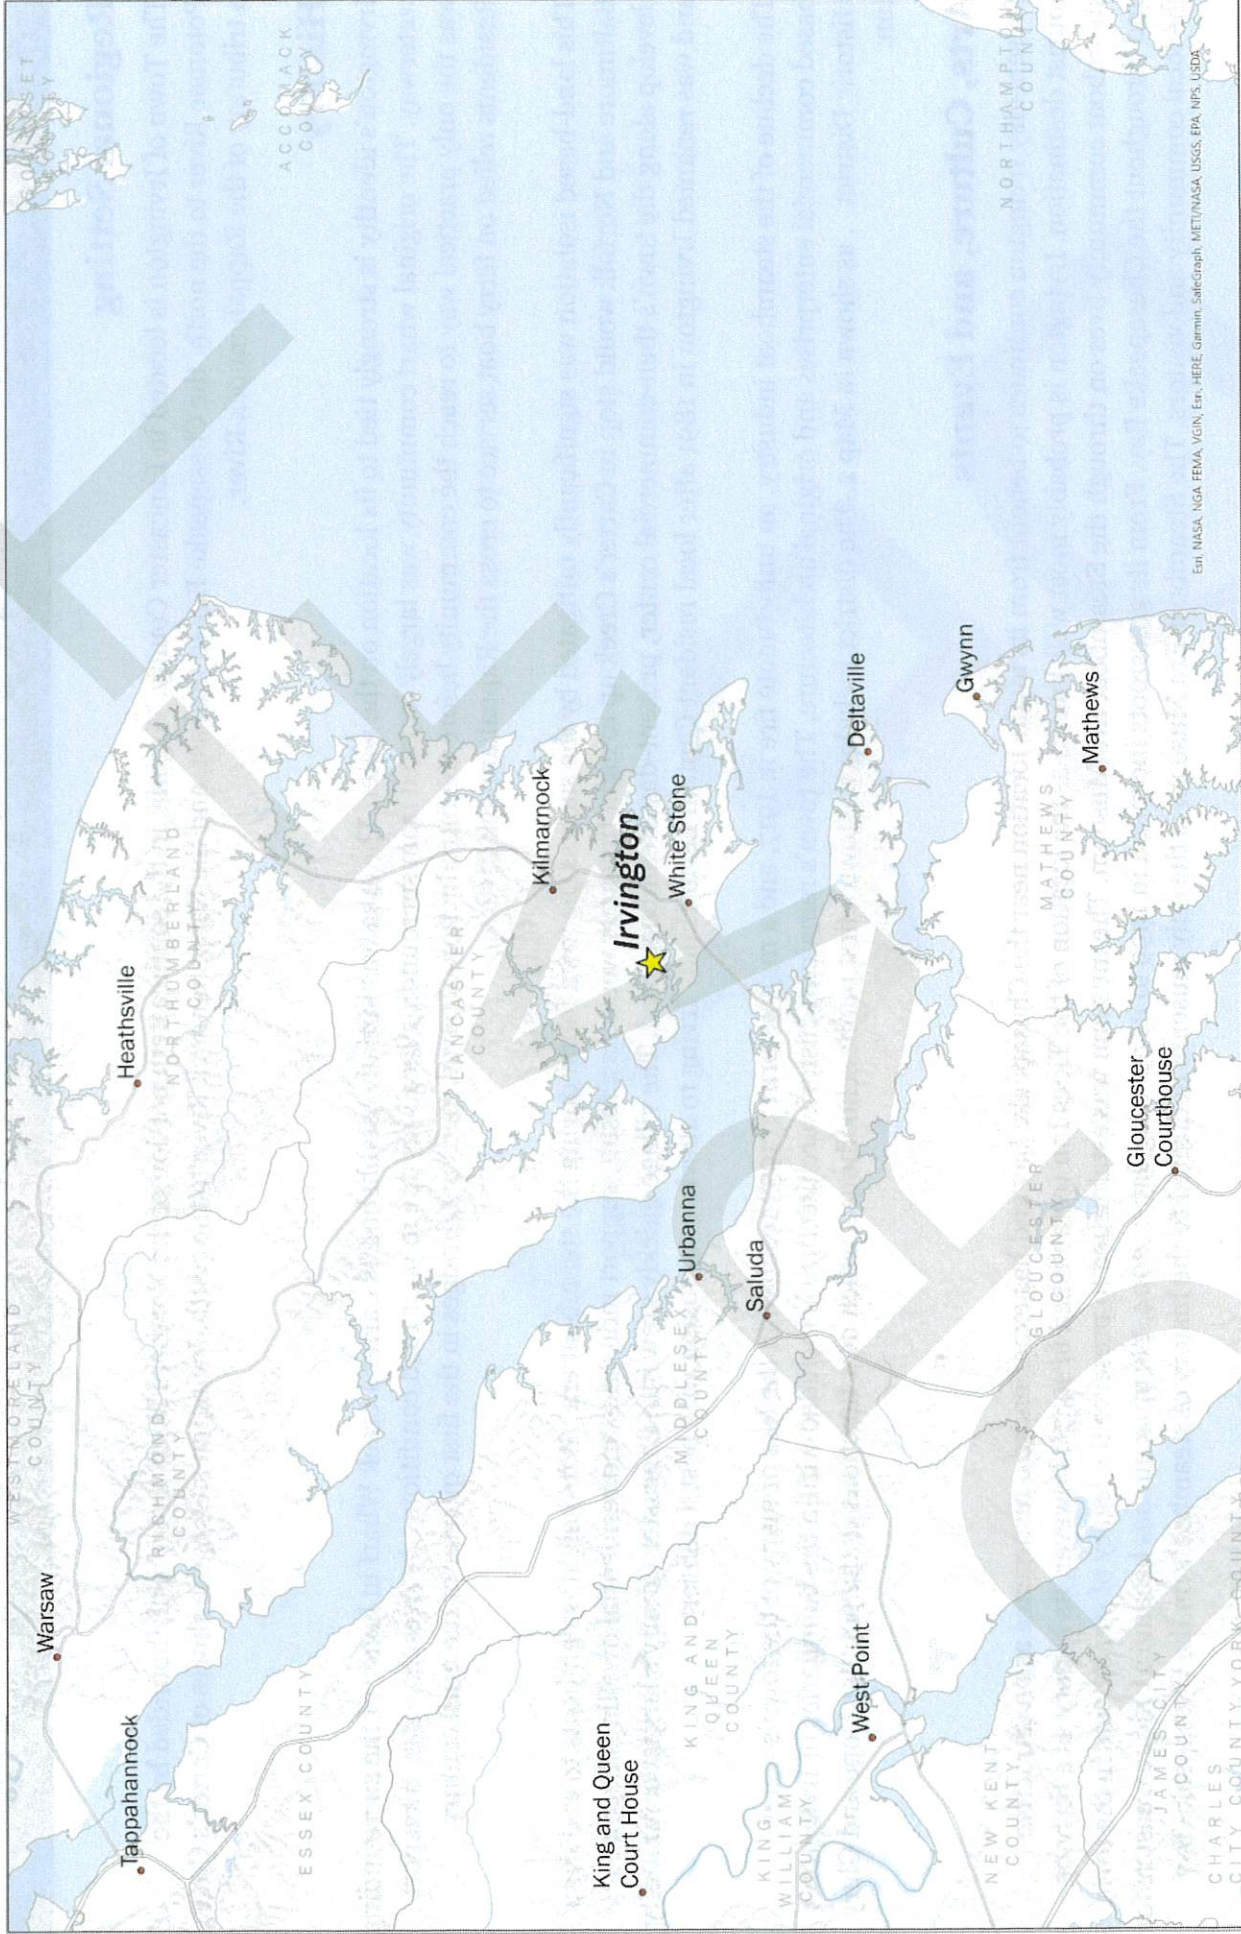 WESTMORELAND
COUNTY
SOMERSET
COUNTY
Warsaw
Tappahannock
Heathsville
RICHMOND
COUNTY
NORTHUMBERLAND
COUNTY
ACCOMACK
COUNTY
ESSEX COUNTY
LANCASTER
COUNTY
Kilmarnock
King and Queen
Court House
Irvington
White Stone
Urbanna
MIDDLESEX
COUNTY
KING AND
QUEEN
COUNTY
Saluda
KING
WILLIAM
COUNTY
West Point
Deltaville
Gwynn
NEW KENT
COUNTY
NORTHAMPTON
COUNTY
GLOUCESTER
COUNTY
MATHEWS
COUNTY
Mathews
Gloucester
Courthouse
JAMES CITY
COUNTY
CHARLES
CITY COUNTY
YORK COUNTY
Esri, NASA, NGA, FEMA, VGIN, Esri, HERE, Garmin, SafeGraph, METI/NASA, USGS, EPA, NPS, USDA
DRAFT